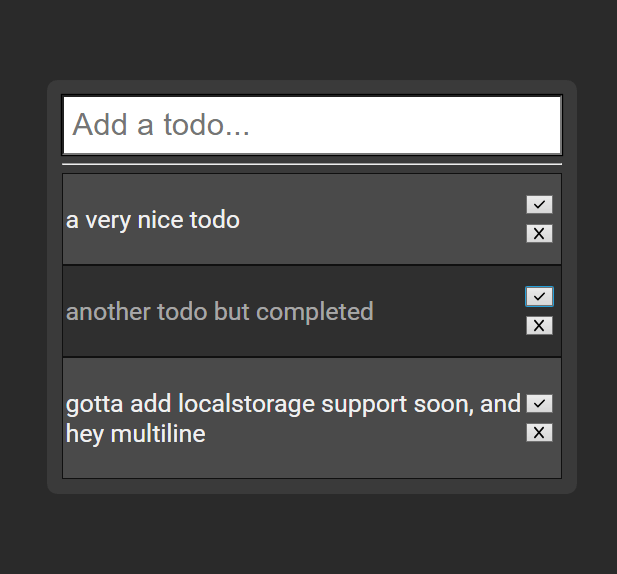 Add a todo...
a very nice todo
✓
X
another todo but completed
✓
X
gotta add localstorage support soon, and
hey multiline
✓
X